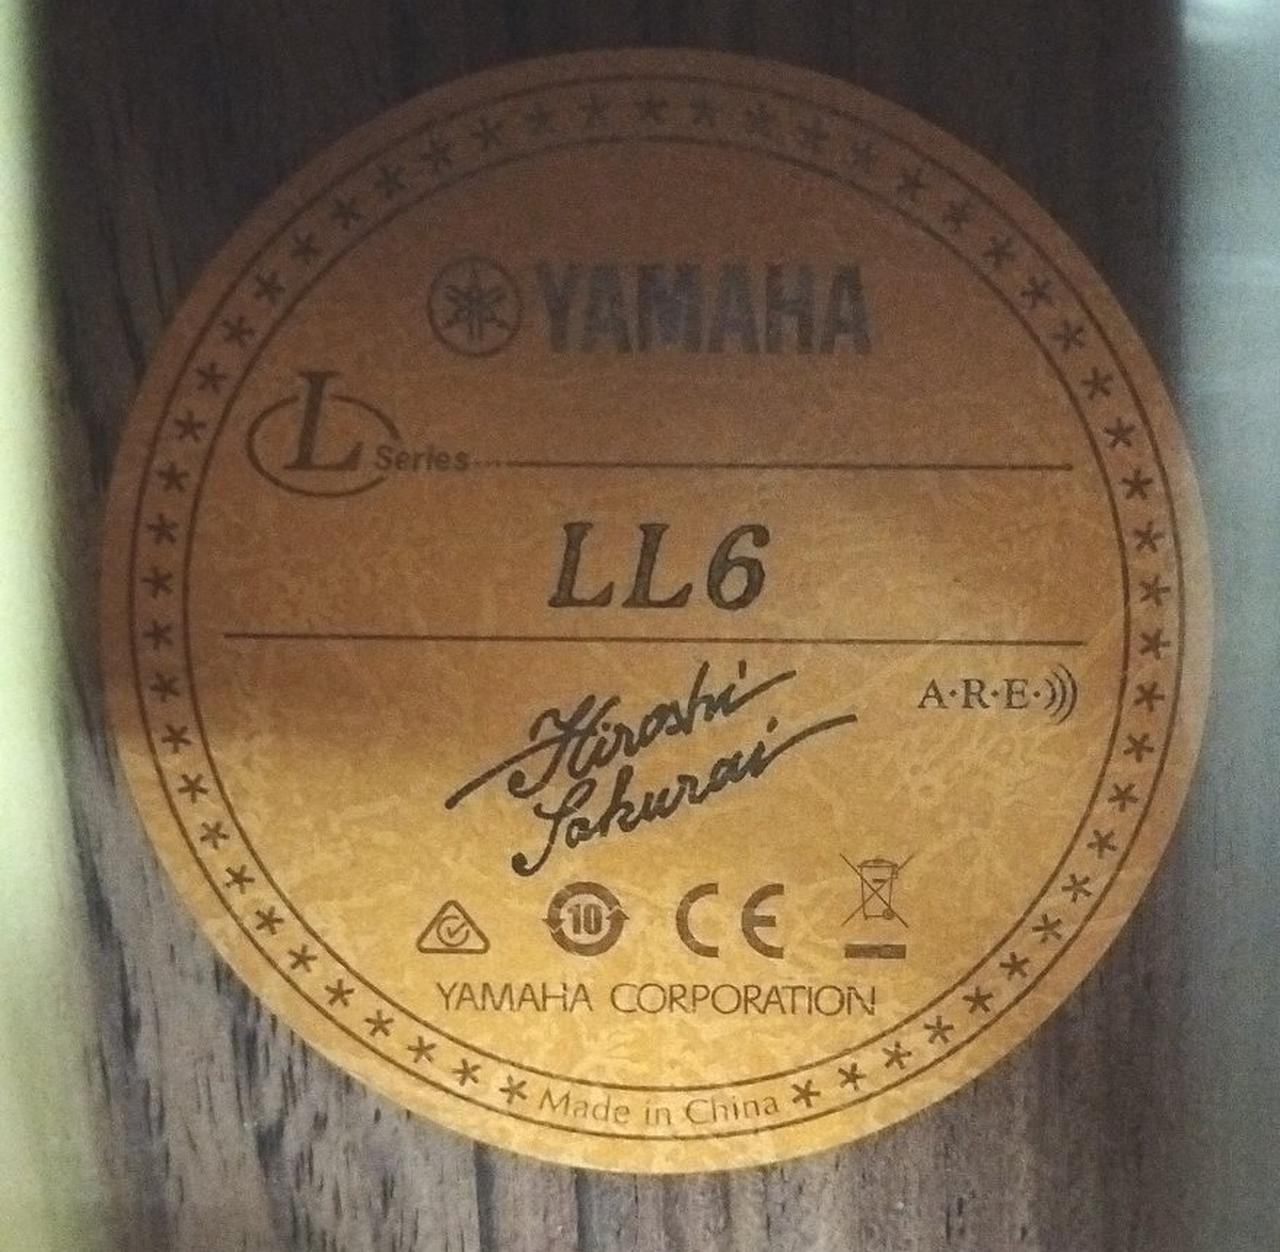 YAMAHA
L Series
LL6
A·R·E·
Hiroshi
Sakurai
10
CE
YAMAHA CORPORATION
Made in China